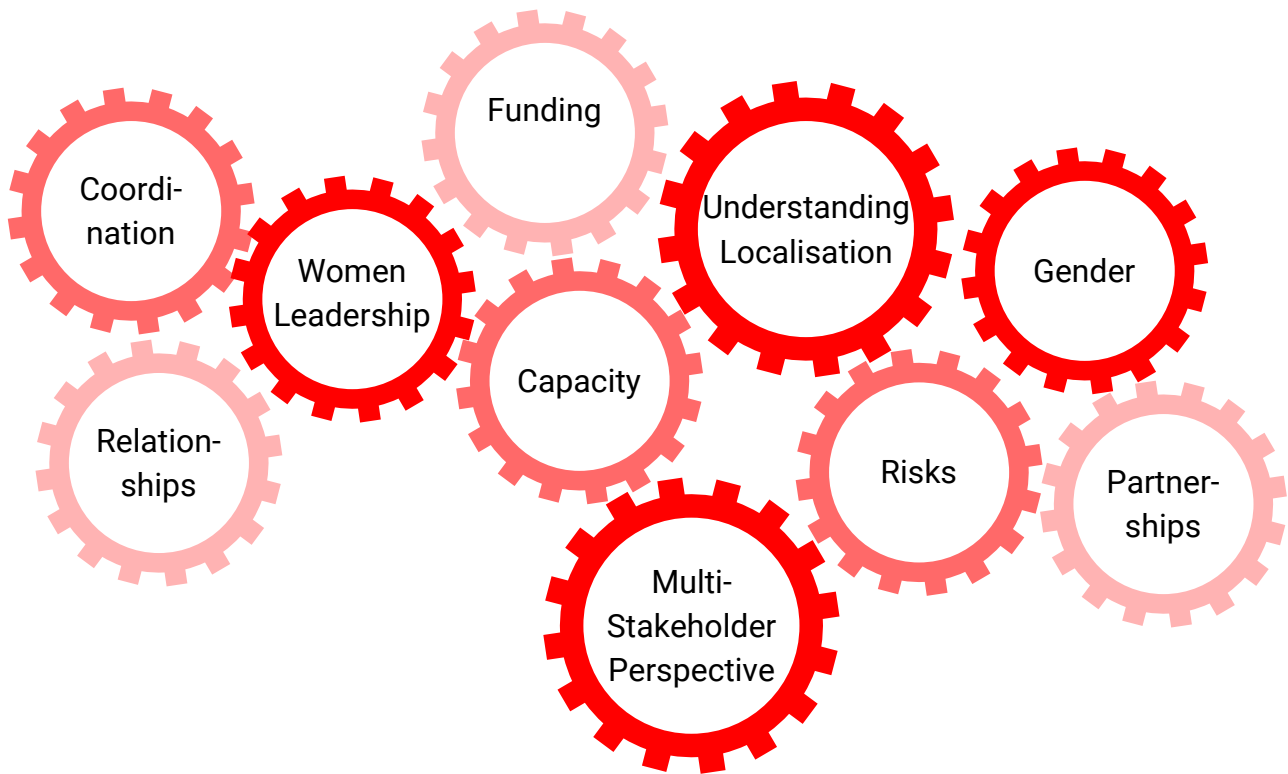 Funding
Coordi-
nation
Understanding
Localisation
Women
Leadership
Gender
Capacity
Relation-
ships
Risks
Partner-
ships
Multi-
Stakeholder
Perspective